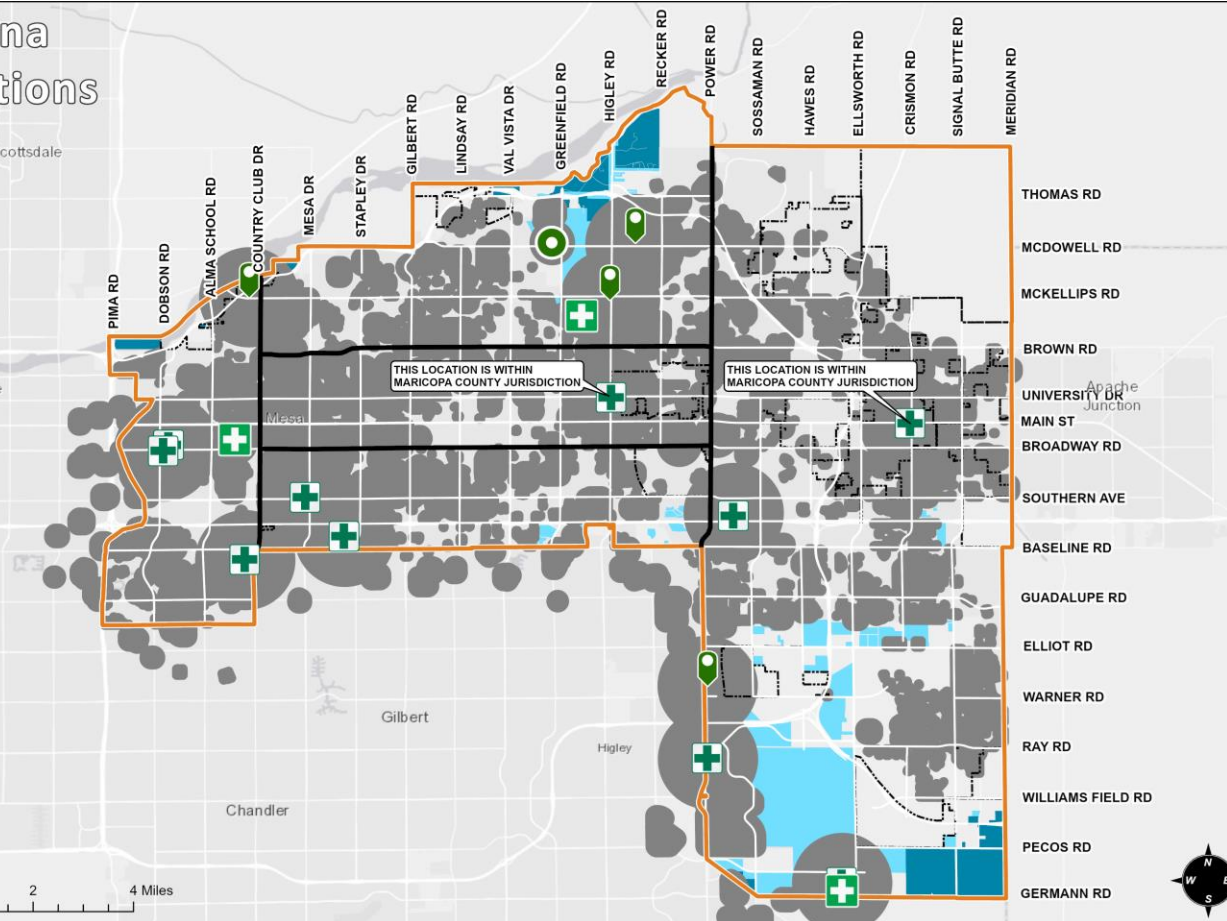 na
tions
cottsdale
PIMA RD
DOBSON RD
ALMA SCHOOL RD
COUNTRY CLUB DR
MESA DR
STAPLEY DR
GILBERT RD
LINDSAY RD
VAL VISTA DR
GREENFIELD RD
HIGLEY RD
RECKER RD
POWER RD
SOSSAMAN RD
HAWES RD
ELLSWORTH RD
CRISMON RD
SIGNAL BUTTE RD
MERIDIAN RD
THOMAS RD
MCDOWELL RD
MCKELLIPS RD
BROWN RD
UNIVERSITY DR
MAIN ST
BROADWAY RD
SOUTHERN AVE
BASELINE RD
GUADALUPE RD
ELLIOT RD
WARNER RD
RAY RD
WILLIAMS FIELD RD
PECOS RD
GERMANN RD
THIS LOCATION IS WITHIN
MARICOPA COUNTY JURISDICTION
THIS LOCATION IS WITHIN
MARICOPA COUNTY JURISDICTION
Apache
Junction
Mesa
Gilbert
Higley
Chandler
2
4 Miles
N
W
E
S